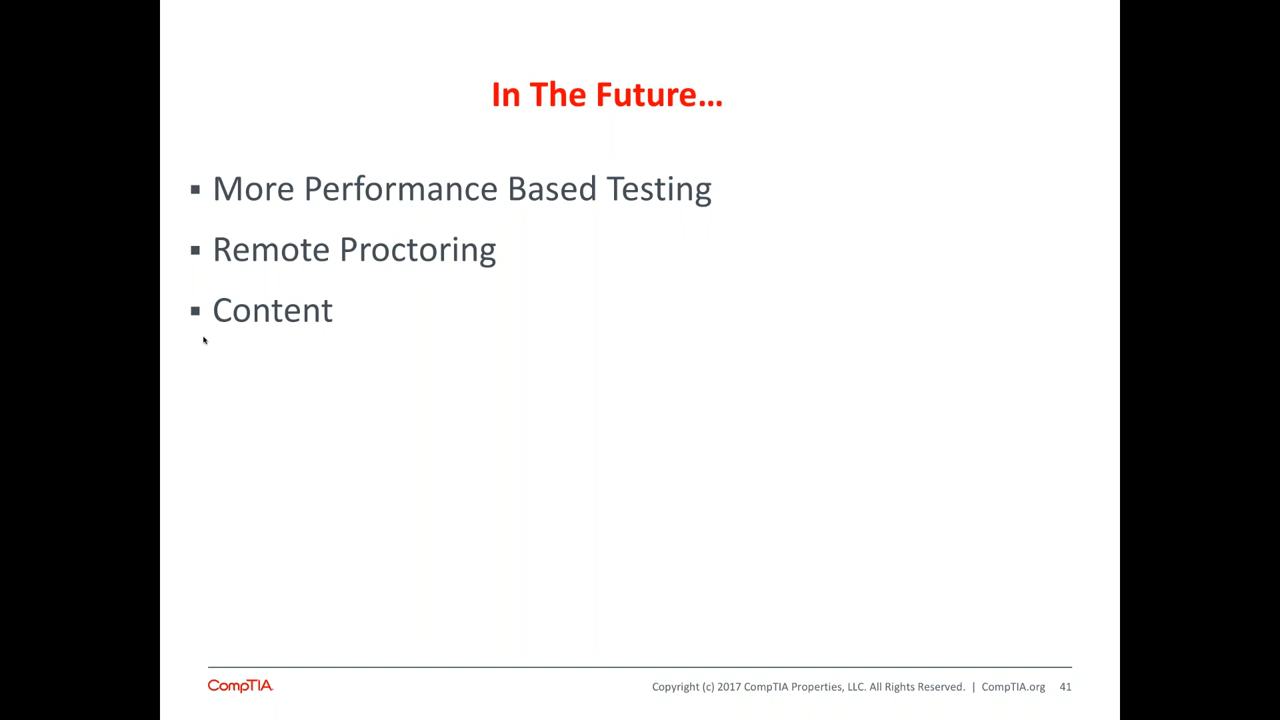 In The Future…
▪ More Performance Based Testing
▪ Remote Proctoring
▪ Content
CompTIA.
Copyright (c) 2017 CompTIA Properties, LLC. All Rights Reserved. | CompTIA.org 41